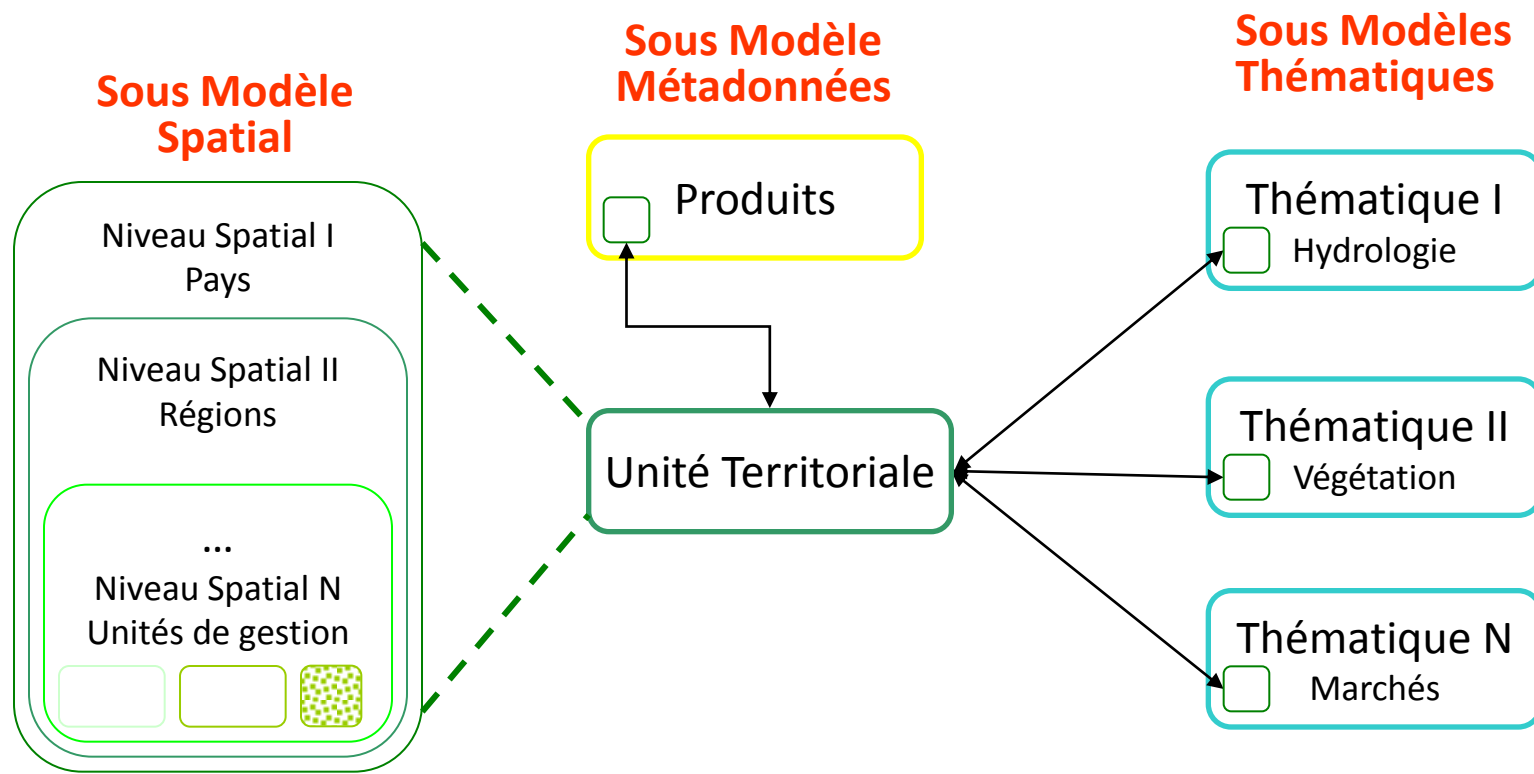 Sous Modèle
Spatial
Niveau Spatial I
Pays
Niveau Spatial II
Régions
...
Niveau Spatial N
Unités de gestion
Sous Modèle
Métadonnées
Produits
Unité Territoriale
Sous Modèles
Thématiques
Thématique I
Hydrologie
Thématique II
Végétation
Thématique N
Marchés